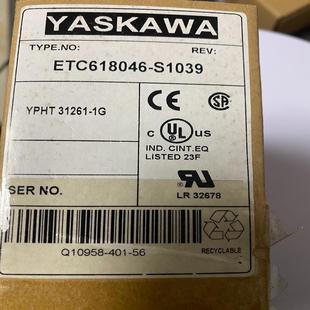 YASKAWA
TYPE.NO: REV:
ETC618046-S1039
YPHT 31261-1G
CE SA
C UL US
IND. CINT.EQ
LISTED 23F
SER NO.
LR 32678
Q10958-401-56
RECYCLABLE